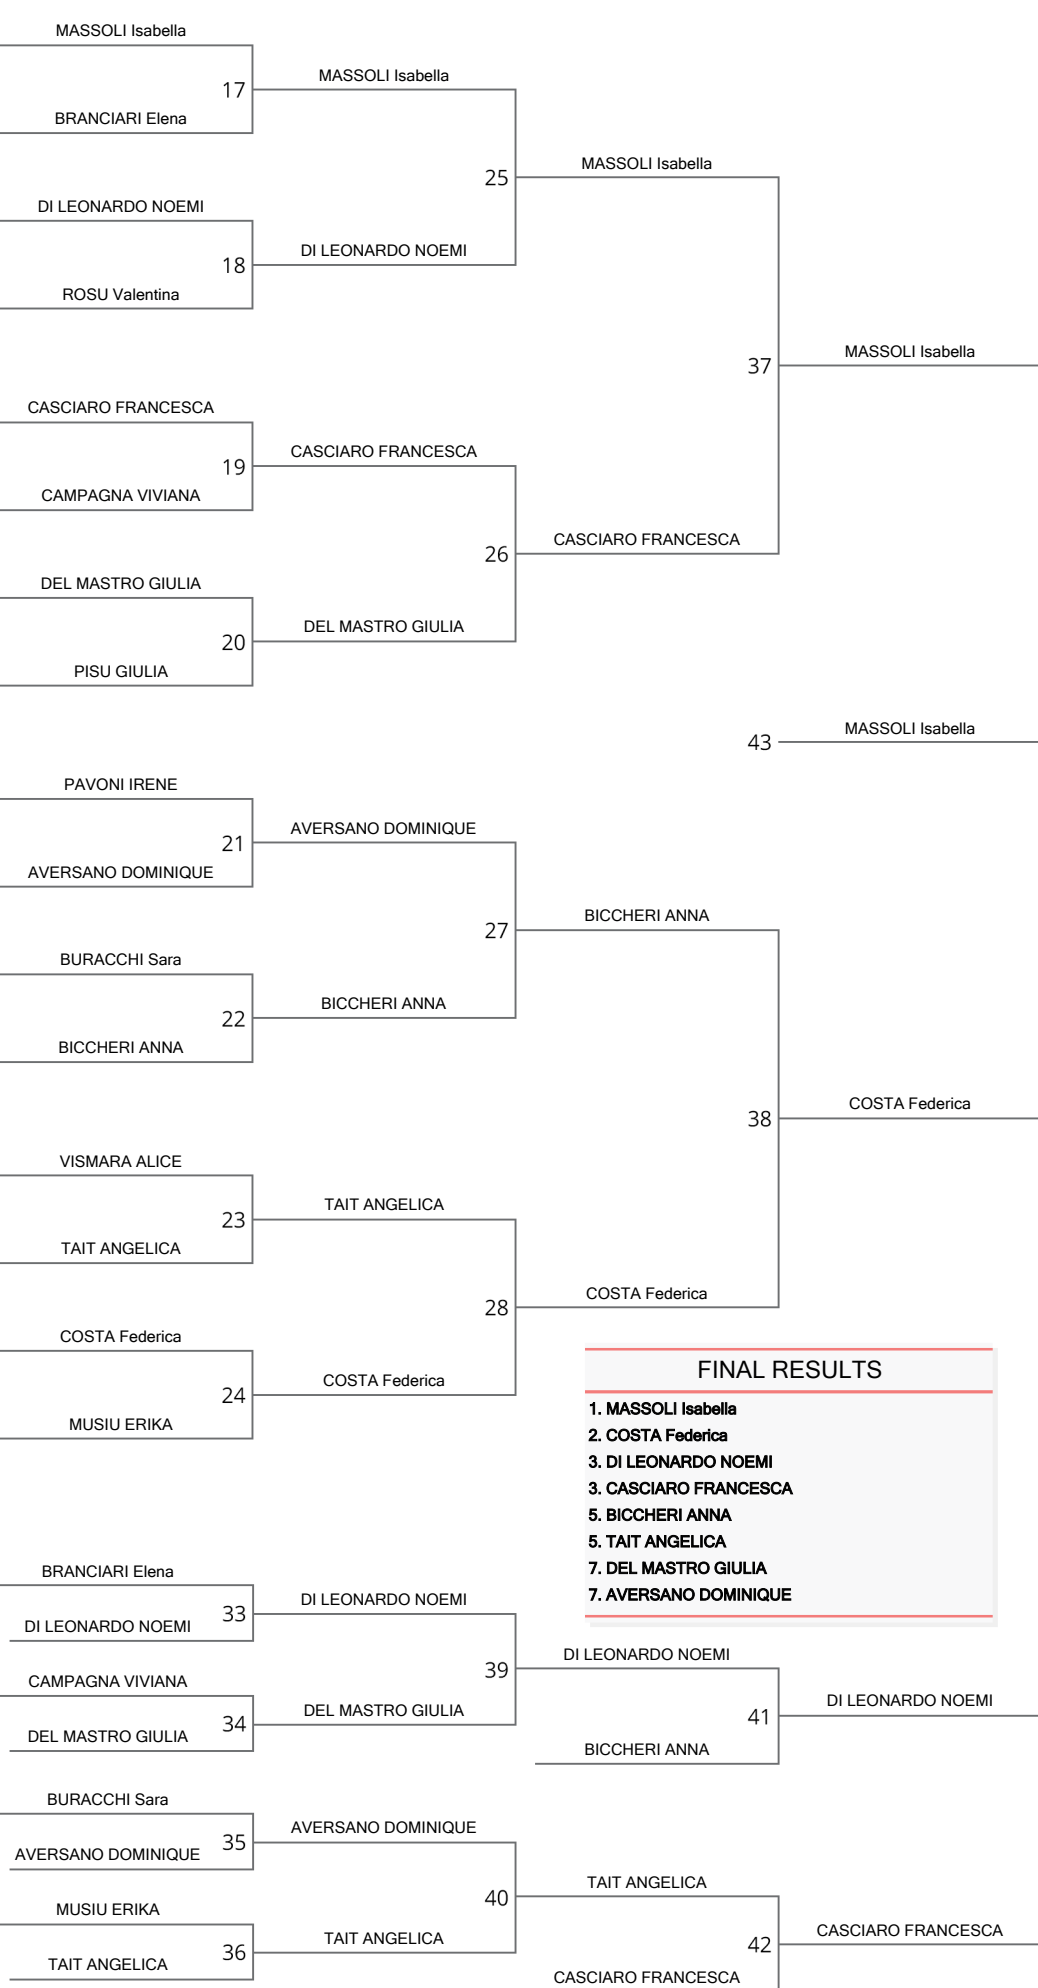 MASSOLI Isabella
17
MASSOLI Isabella
BRANCIARI Elena
25
MASSOLI Isabella
DI LEONARDO NOEMI
18
DI LEONARDO NOEMI
ROSU Valentina
37
MASSOLI Isabella
CASCIARO FRANCESCA
19
CASCIARO FRANCESCA
CAMPAGNA VIVIANA
26
CASCIARO FRANCESCA
DEL MASTRO GIULIA
20
DEL MASTRO GIULIA
PISU GIULIA
43
MASSOLI Isabella
PAVONI IRENE
21
AVERSANO DOMINIQUE
AVERSANO DOMINIQUE
27
BICCHERI ANNA
BURACCHI Sara
22
BICCHERI ANNA
BICCHERI ANNA
38
COSTA Federica
VISMARA ALICE
23
TAIT ANGELICA
TAIT ANGELICA
28
COSTA Federica
COSTA Federica
24
COSTA Federica
MUSIU ERIKA
FINAL RESULTS
1. MASSOLI Isabella
2. COSTA Federica
3. DI LEONARDO NOEMI
3. CASCIARO FRANCESCA
5. BICCHERI ANNA
5. TAIT ANGELICA
7. DEL MASTRO GIULIA
7. AVERSANO DOMINIQUE
BRANCIARI Elena
33
DI LEONARDO NOEMI
DI LEONARDO NOEMI
39
DI LEONARDO NOEMI
CAMPAGNA VIVIANA
34
DEL MASTRO GIULIA
DEL MASTRO GIULIA
41
DI LEONARDO NOEMI
BICCHERI ANNA
BURACCHI Sara
35
AVERSANO DOMINIQUE
AVERSANO DOMINIQUE
40
TAIT ANGELICA
MUSIU ERIKA
36
TAIT ANGELICA
TAIT ANGELICA
42
CASCIARO FRANCESCA
CASCIARO FRANCESCA